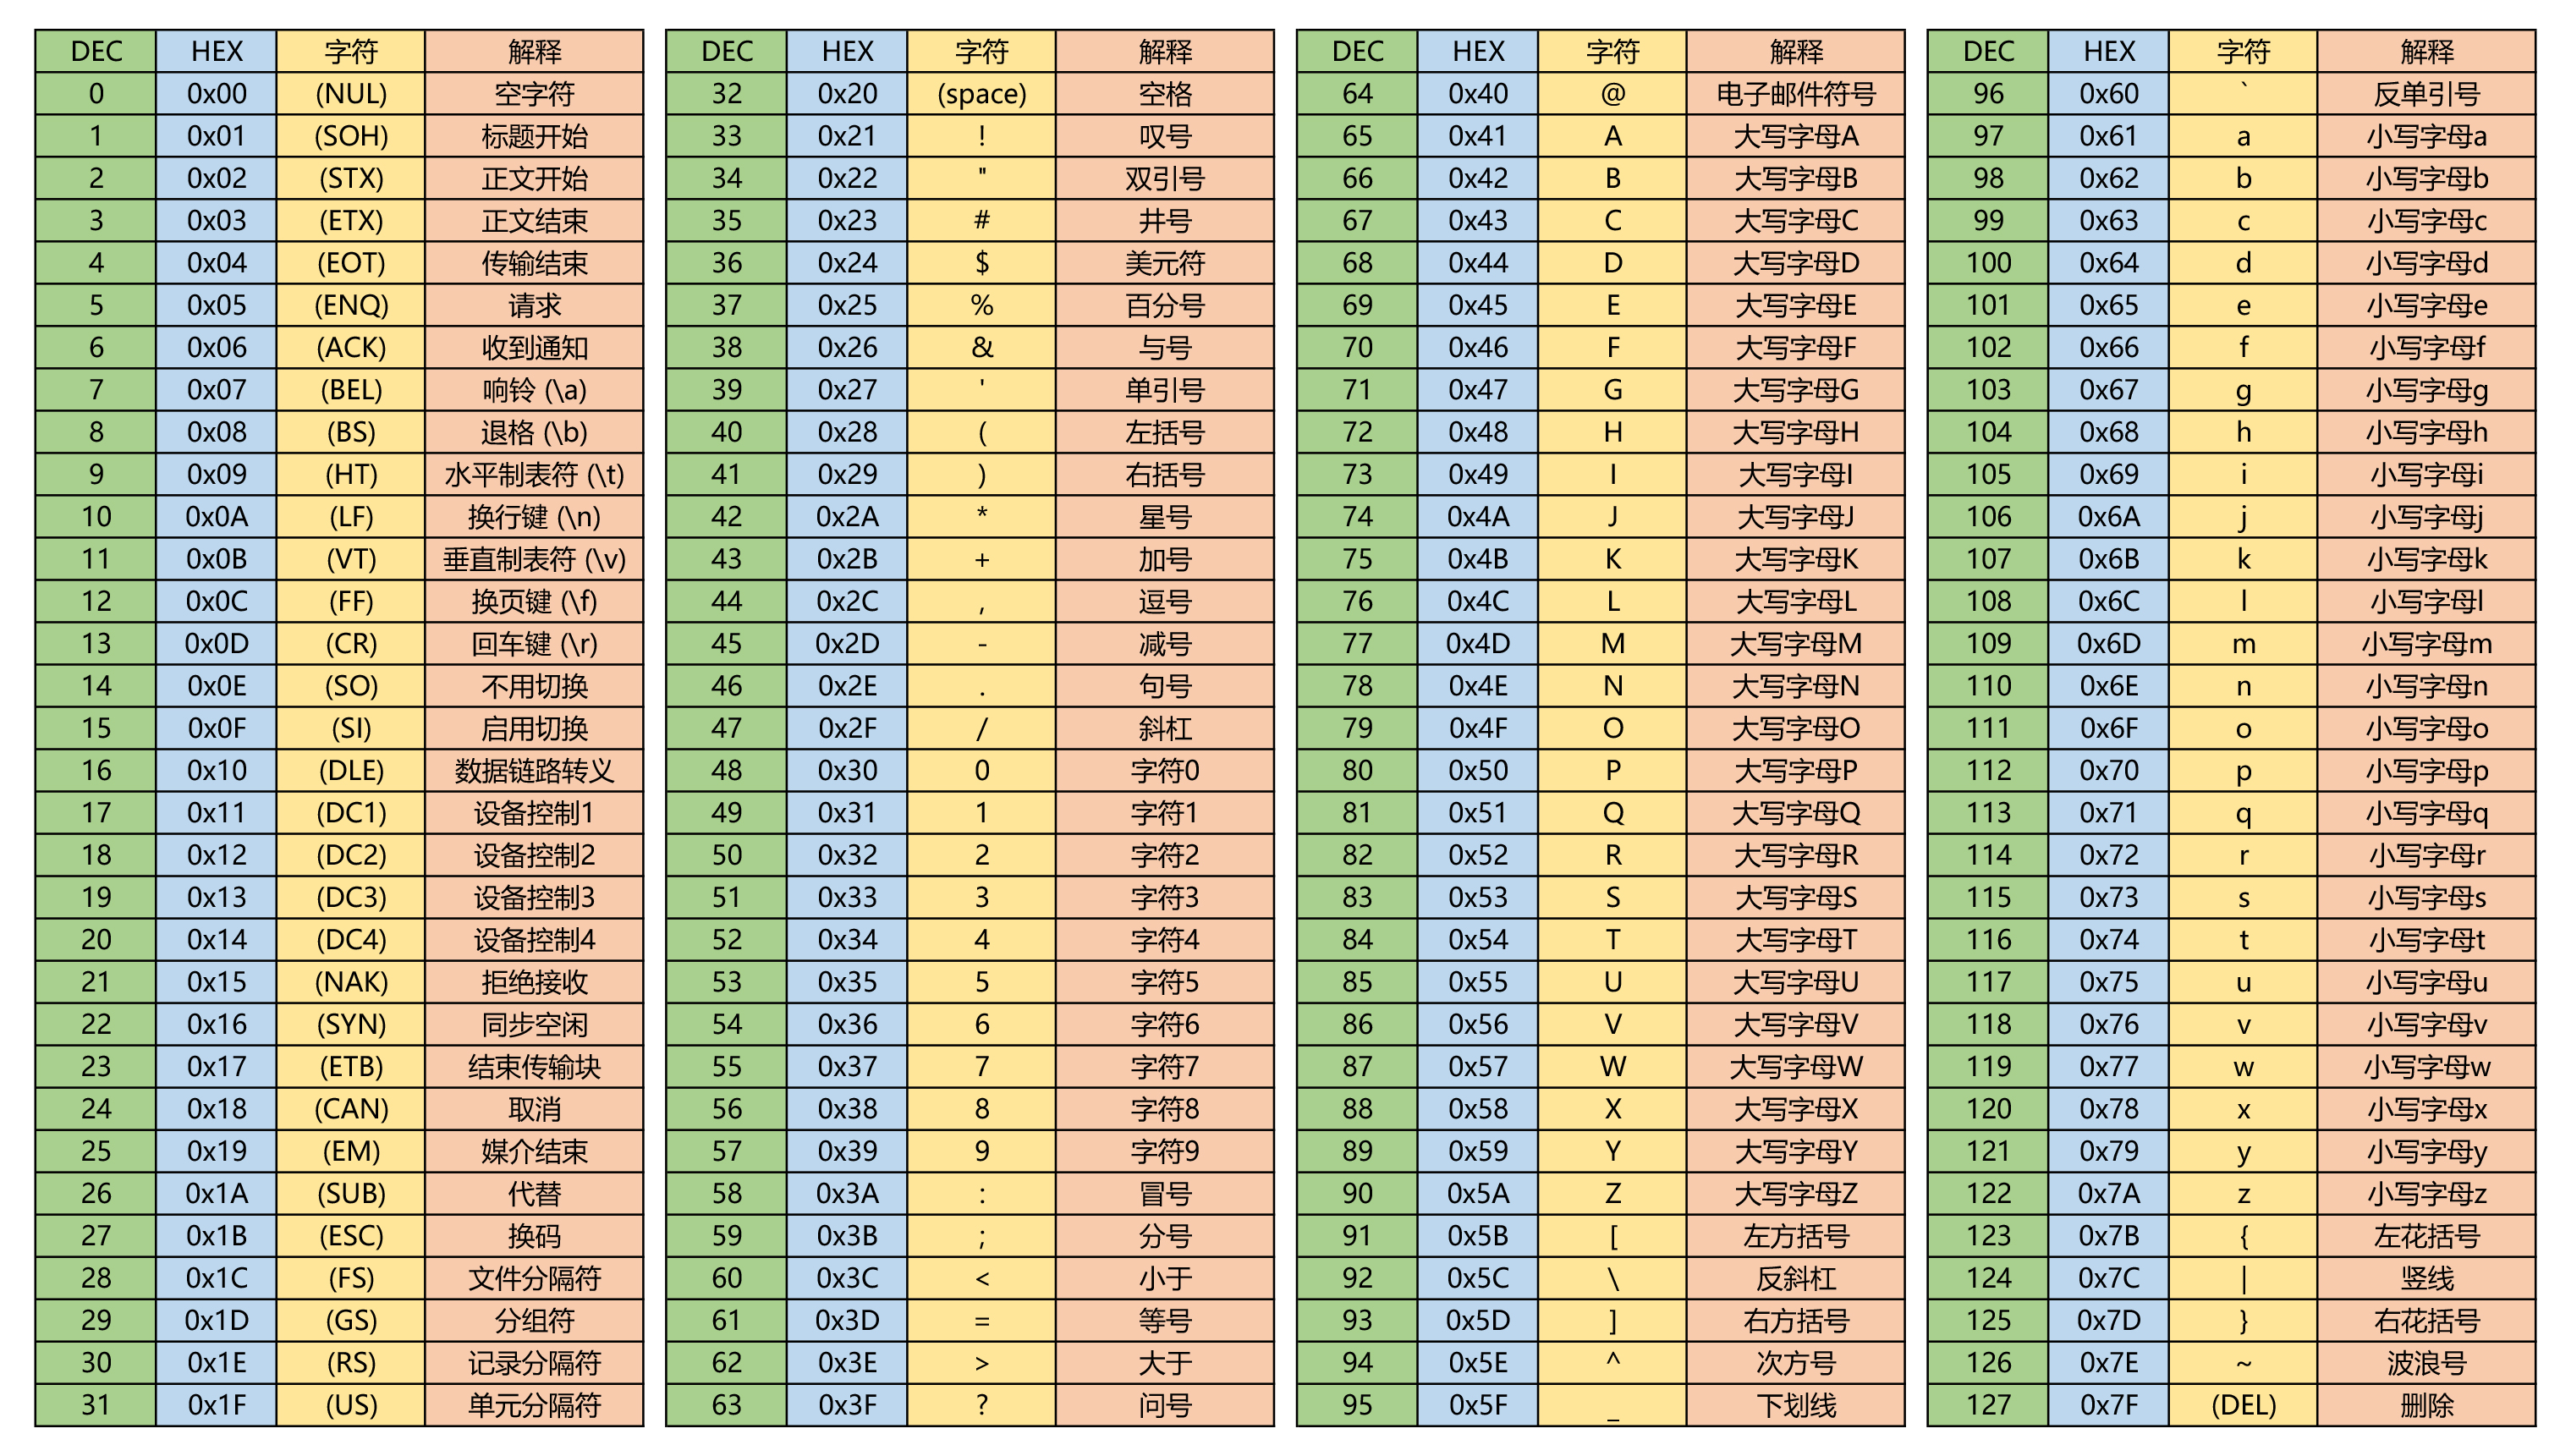 DEC HEX 字符 解释 DEC HEX 字符 解释 DEC HEX 字符 解释 DEC HEX 字符 解释
0 0x00 (NUL) 空字符 32 0x20 (space) 空格 64 0x40 @ 电子邮件符号 96 0x60 ` 反单引号
1 0x01 (SOH) 标题开始 33 0x21 ! 叹号 65 0x41 A 大写字母A 97 0x61 a 小写字母a
2 0x02 (STX) 正文开始 34 0x22 " 双引号 66 0x42 B 大写字母B 98 0x62 b 小写字母b
3 0x03 (ETX) 正文结束 35 0x23 # 井号 67 0x43 C 大写字母C 99 0x63 c 小写字母c
4 0x04 (EOT) 传输结束 36 0x24 $ 美元符 68 0x44 D 大写字母D 100 0x64 d 小写字母d
5 0x05 (ENQ) 请求 37 0x25 % 百分号 69 0x45 E 大写字母E 101 0x65 e 小写字母e
6 0x06 (ACK) 收到通知 38 0x26 & 与号 70 0x46 F 大写字母F 102 0x66 f 小写字母f
7 0x07 (BEL) 响铃 (\a) 39 0x27 ' 单引号 71 0x47 G 大写字母G 103 0x67 g 小写字母g
8 0x08 (BS) 退格 (\b) 40 0x28 ( 左括号 72 0x48 H 大写字母H 104 0x68 h 小写字母h
9 0x09 (HT) 水平制表符 (\t) 41 0x29 ) 右括号 73 0x49 I 大写字母I 105 0x69 i 小写字母i
10 0x0A (LF) 换行键 (\n) 42 0x2A * 星号 74 0x4A J 大写字母J 106 0x6A j 小写字母j
11 0x0B (VT) 垂直制表符 (\v) 43 0x2B + 加号 75 0x4B K 大写字母K 107 0x6B k 小写字母k
12 0x0C (FF) 换页键 (\f) 44 0x2C , 逗号 76 0x4C L 大写字母L 108 0x6C l 小写字母l
13 0x0D (CR) 回车键 (\r) 45 0x2D - 减号 77 0x4D M 大写字母M 109 0x6D m 小写字母m
14 0x0E (SO) 不用切换 46 0x2E . 句号 78 0x4E N 大写字母N 110 0x6E n 小写字母n
15 0x0F (SI) 启用切换 47 0x2F / 斜杠 79 0x4F O 大写字母O 111 0x6F o 小写字母o
16 0x10 (DLE) 数据链路转义 48 0x30 0 字符0 80 0x50 P 大写字母P 112 0x70 p 小写字母p
17 0x11 (DC1) 设备控制1 49 0x31 1 字符1 81 0x51 Q 大写字母Q 113 0x71 q 小写字母q
18 0x12 (DC2) 设备控制2 50 0x32 2 字符2 82 0x52 R 大写字母R 114 0x72 r 小写字母r
19 0x13 (DC3) 设备控制3 51 0x33 3 字符3 83 0x53 S 大写字母S 115 0x73 s 小写字母s
20 0x14 (DC4) 设备控制4 52 0x34 4 字符4 84 0x54 T 大写字母T 116 0x74 t 小写字母t
21 0x15 (NAK) 拒绝接收 53 0x35 5 字符5 85 0x55 U 大写字母U 117 0x75 u 小写字母u
22 0x16 (SYN) 同步空闲 54 0x36 6 字符6 86 0x56 V 大写字母V 118 0x76 v 小写字母v
23 0x17 (ETB) 结束传输块 55 0x37 7 字符7 87 0x57 W 大写字母W 119 0x77 w 小写字母w
24 0x18 (CAN) 取消 56 0x38 8 字符8 88 0x58 X 大写字母X 120 0x78 x 小写字母x
25 0x19 (EM) 媒介结束 57 0x39 9 字符9 89 0x59 Y 大写字母Y 121 0x79 y 小写字母y
26 0x1A (SUB) 代替 58 0x3A : 冒号 90 0x5A Z 大写字母Z 122 0x7A z 小写字母z
27 0x1B (ESC) 换码 59 0x3B ; 分号 91 0x5B [ 左方括号 123 0x7B { 左花括号
28 0x1C (FS) 文件分隔符 60 0x3C < 小于 92 0x5C \ 反斜杠 124 0x7C | 竖线
29 0x1D (GS) 分组符 61 0x3D = 等号 93 0x5D ] 右方括号 125 0x7D } 右花括号
30 0x1E (RS) 记录分隔符 62 0x3E > 大于 94 0x5E ^ 次方号 126 0x7E ~ 波浪号
31 0x1F (US) 单元分隔符 63 0x3F ? 问号 95 0x5F _ 下划线 127 0x7F (DEL) 删除